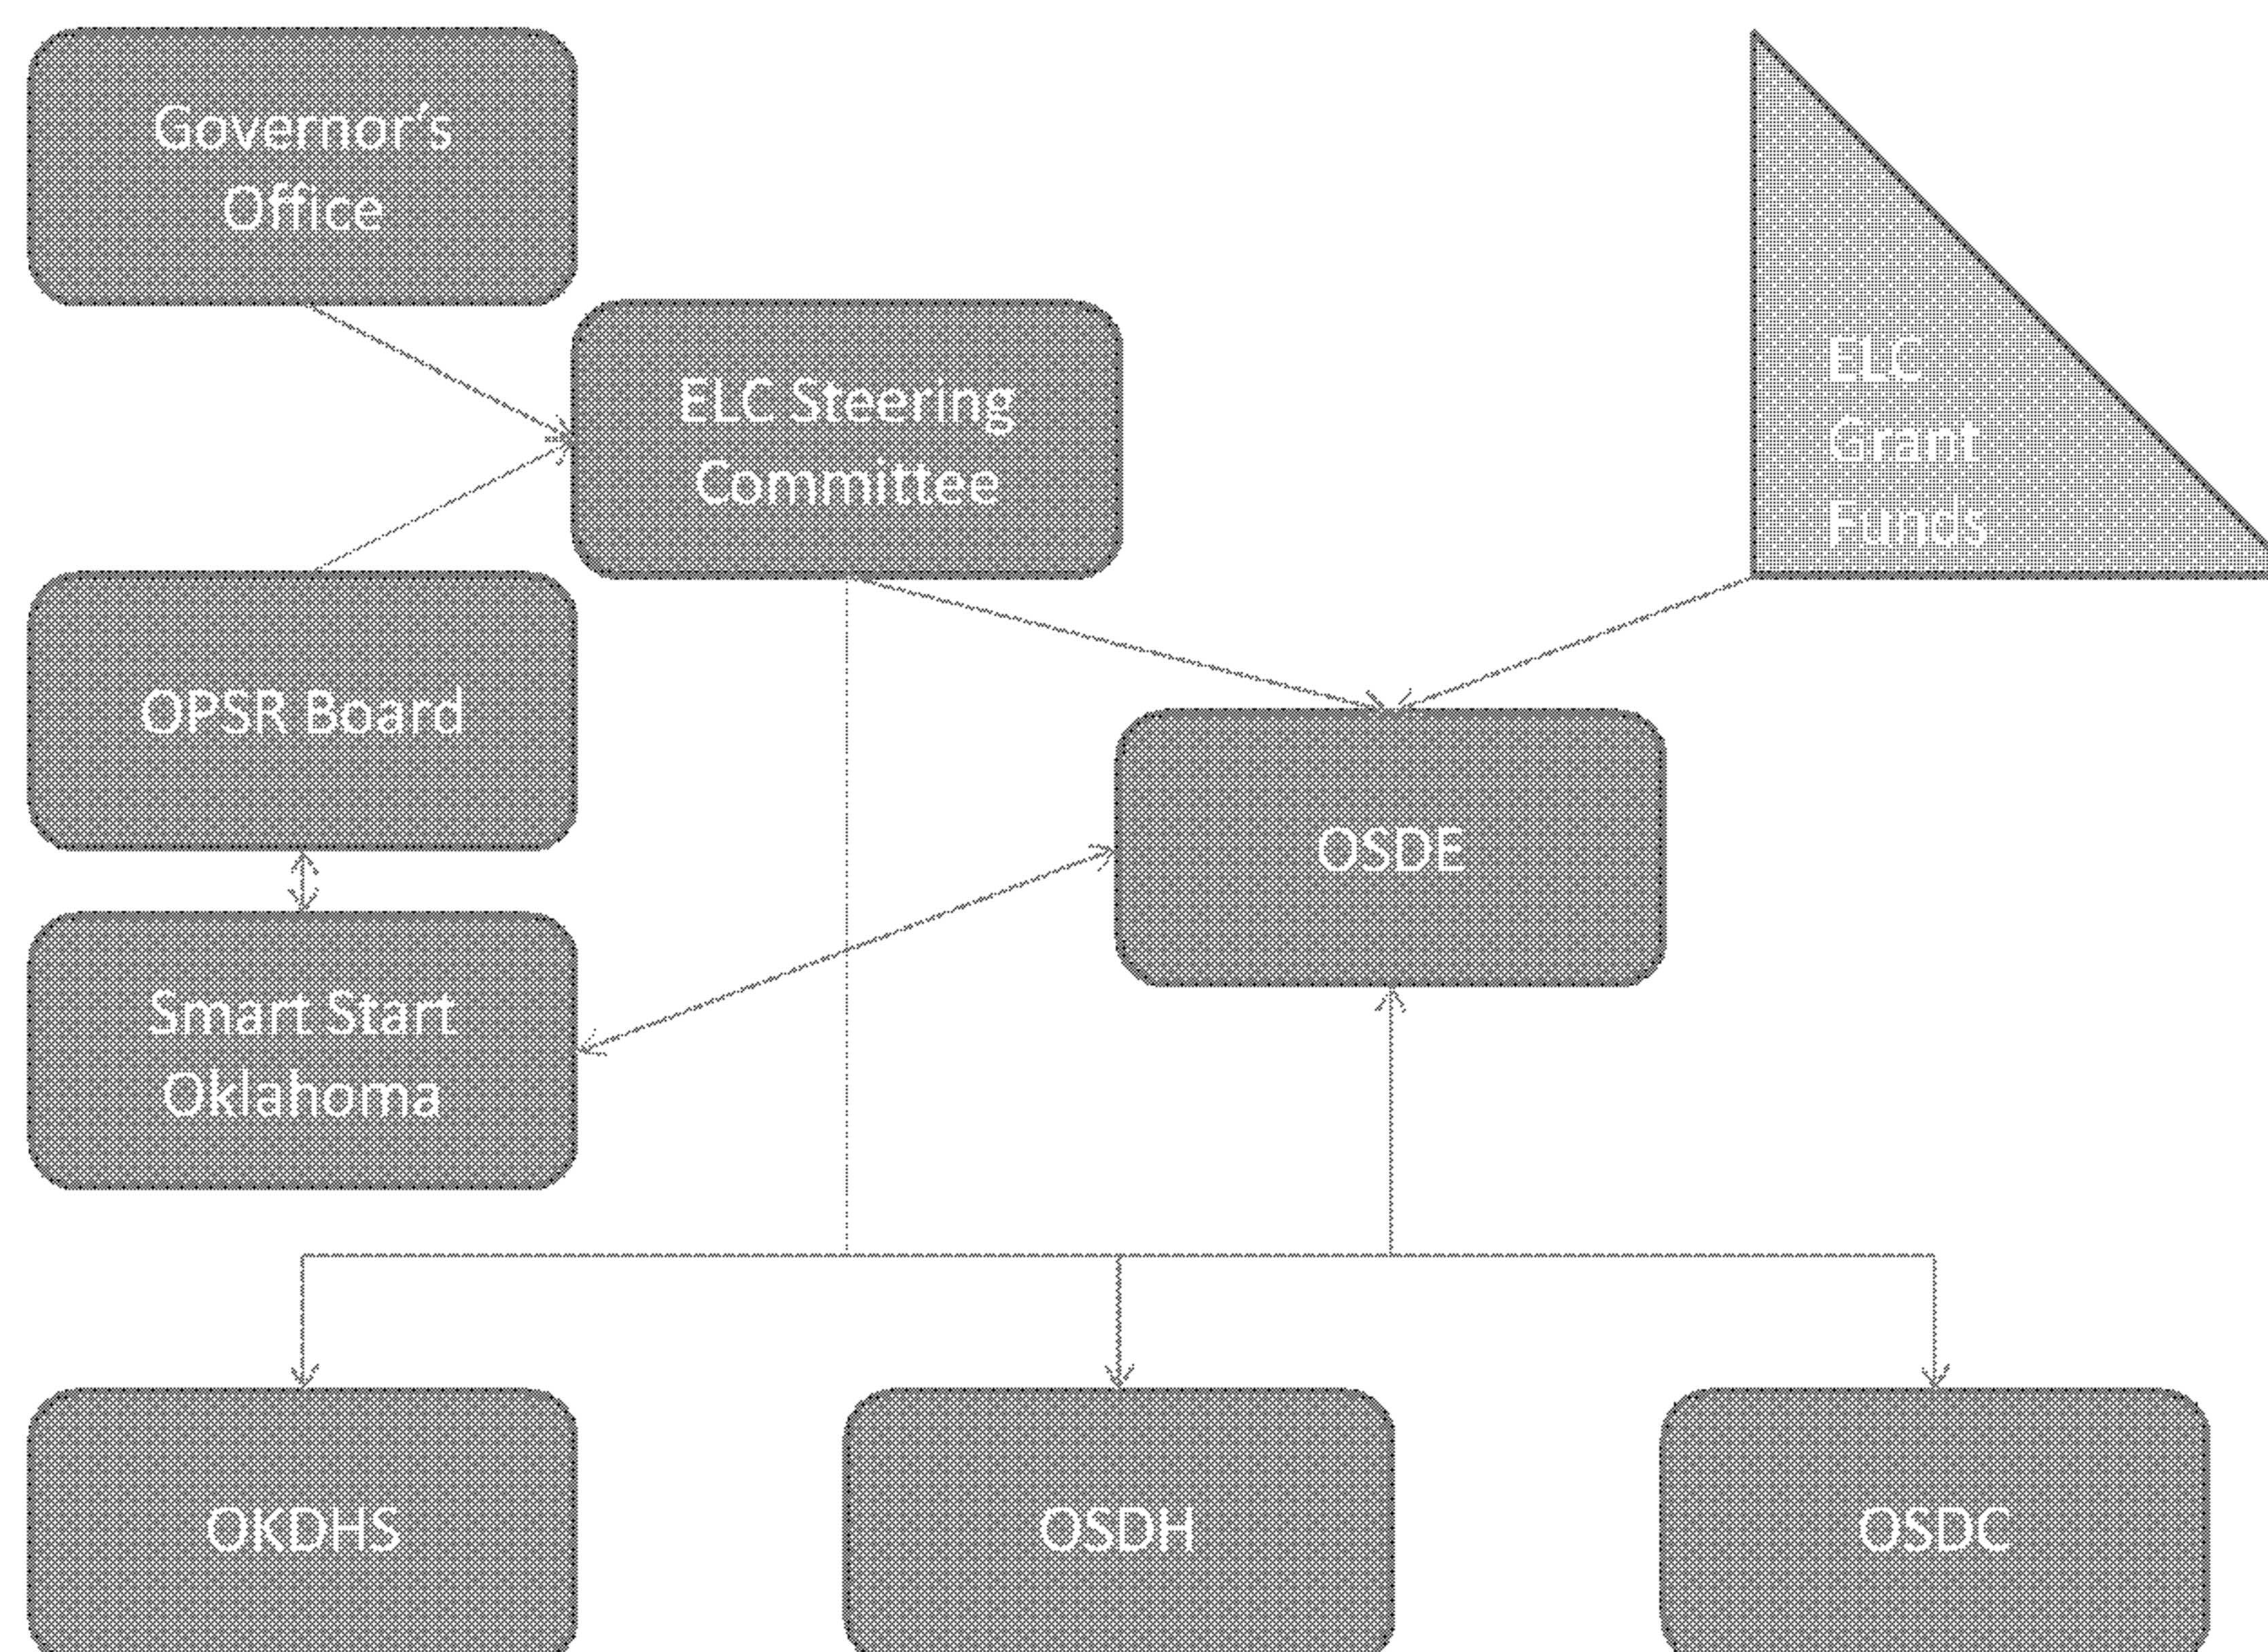 Governor's
Office
ELC Steering
Committee
ELC
Grant
Funds
OPSR Board
OSDE
Smart Start
Oklahoma
OKDHS
OSDH
OSDC